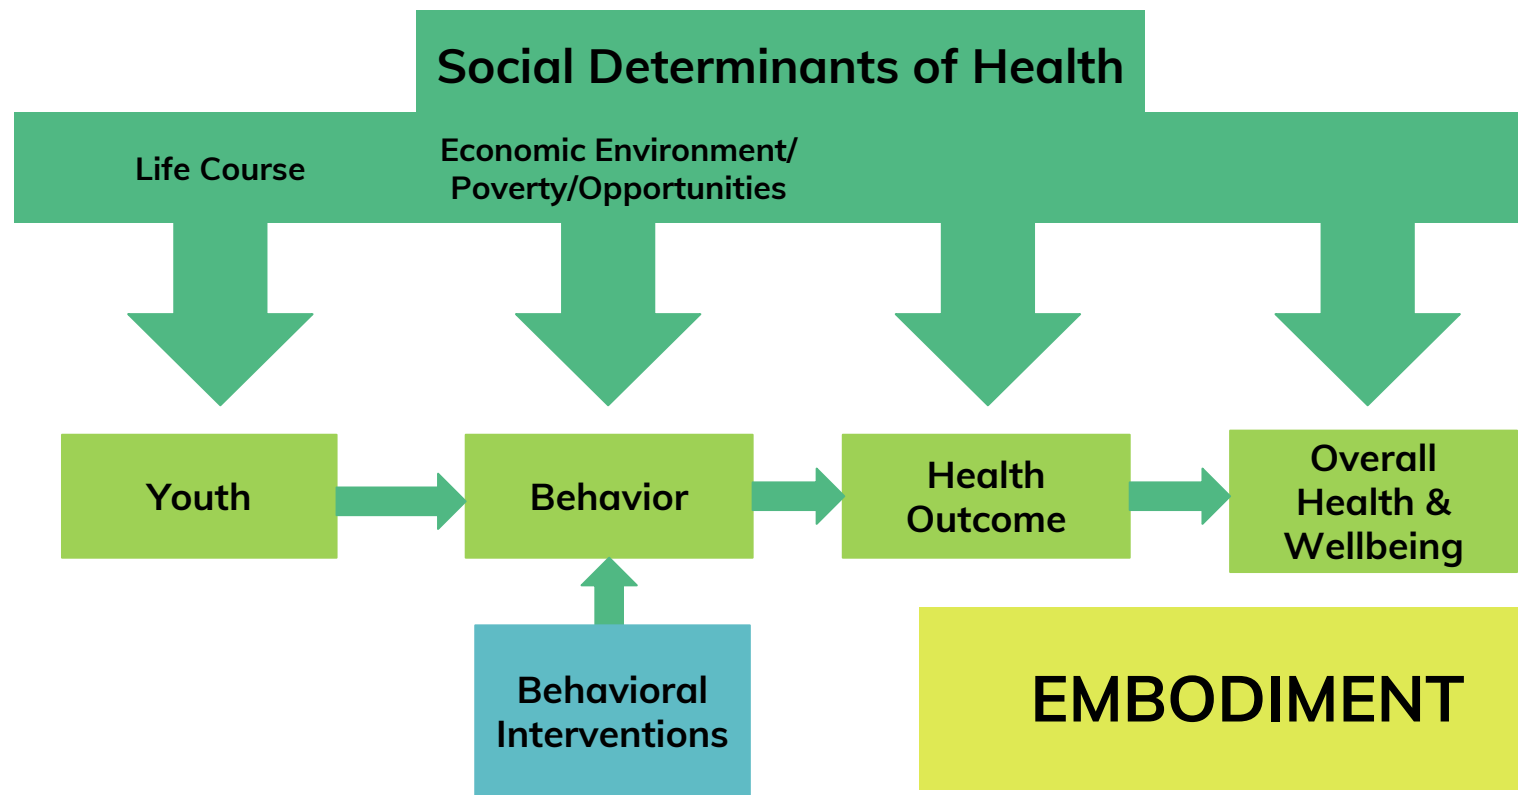 Social Determinants of Health
Life Course
Economic Environment/
Poverty/Opportunities
Youth
Behavior
Health
Outcome
Overall
Health &
Wellbeing
Behavioral
Interventions
EMBODIMENT